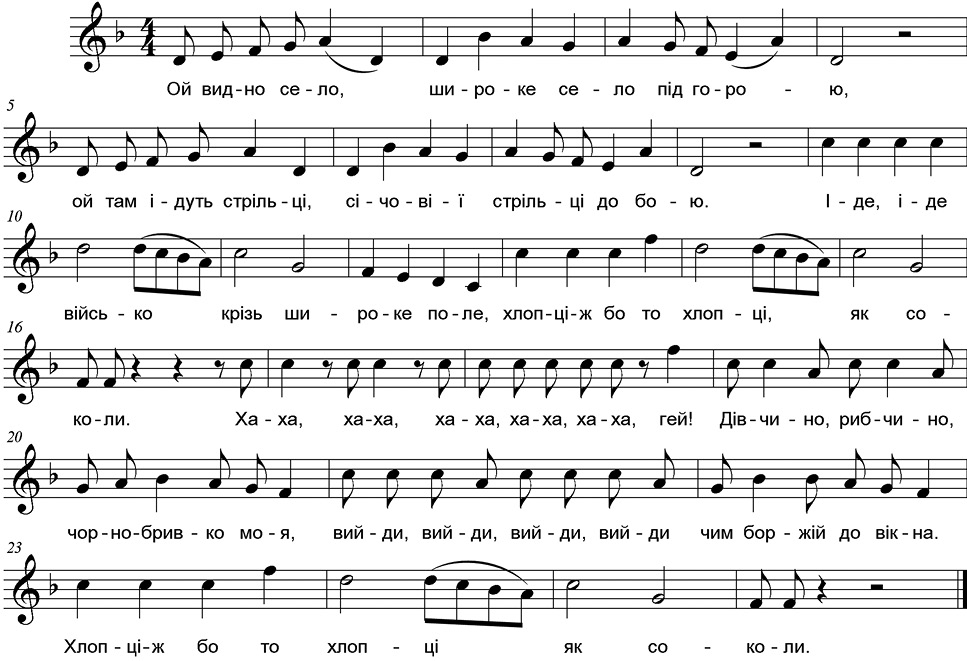 4
4
Ой вид-но се-ло, ши-ро-ке се-ло під го-ро-ю,
5
ой там і-дуть стріль-ці, сі-чо-ві-ї стріль-ці до бо-ю. І-де, і-де
10
військ-ко крізь ши-ро-ке по-ле, хлоп-ці-ж бо то хлоп-ці, як со-
16
ко-ли. Ха-ха, ха-ха, ха-ха, ха-ха, ха-ха, гей! Дів-чи-но, риб-чи-но,
20
чор-но-брив-ко мо-я, вий-ди, вий-ди, вий-ди, вий-ди чим бор-жій до вік-на.
23
Хлоп-ці-ж бо то хлоп-ці як со-ко-ли.